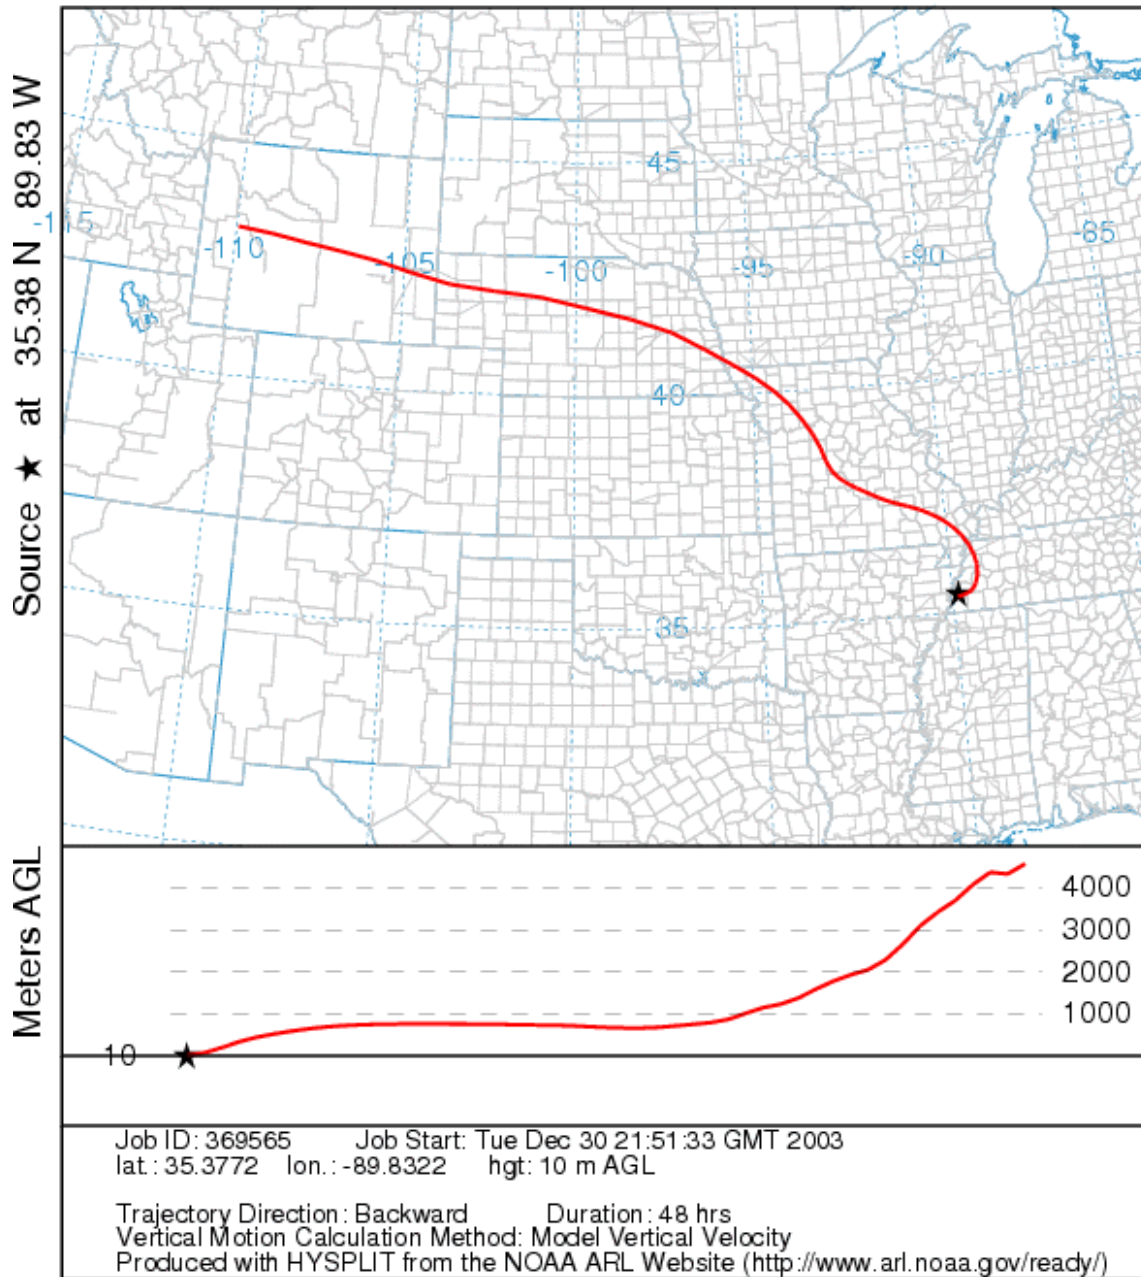 Source ★ at 35.38 N 89.83 W
45
-115
-110
-105
-100
-95
-90
-85
40
35
Meters AGL
4000
3000
2000
1000
10
Job ID: 369565 Job Start: Tue Dec 30 21:51:33 GMT 2003
lat.: 35.3772 lon.: -89.8322 hgt: 10 m AGL
Trajectory Direction: Backward Duration: 48 hrs
Vertical Motion Calculation Method: Model Vertical Velocity
Produced with HYSPLIT from the NOAA ARL Website (http://www.arl.noaa.gov/ready/)